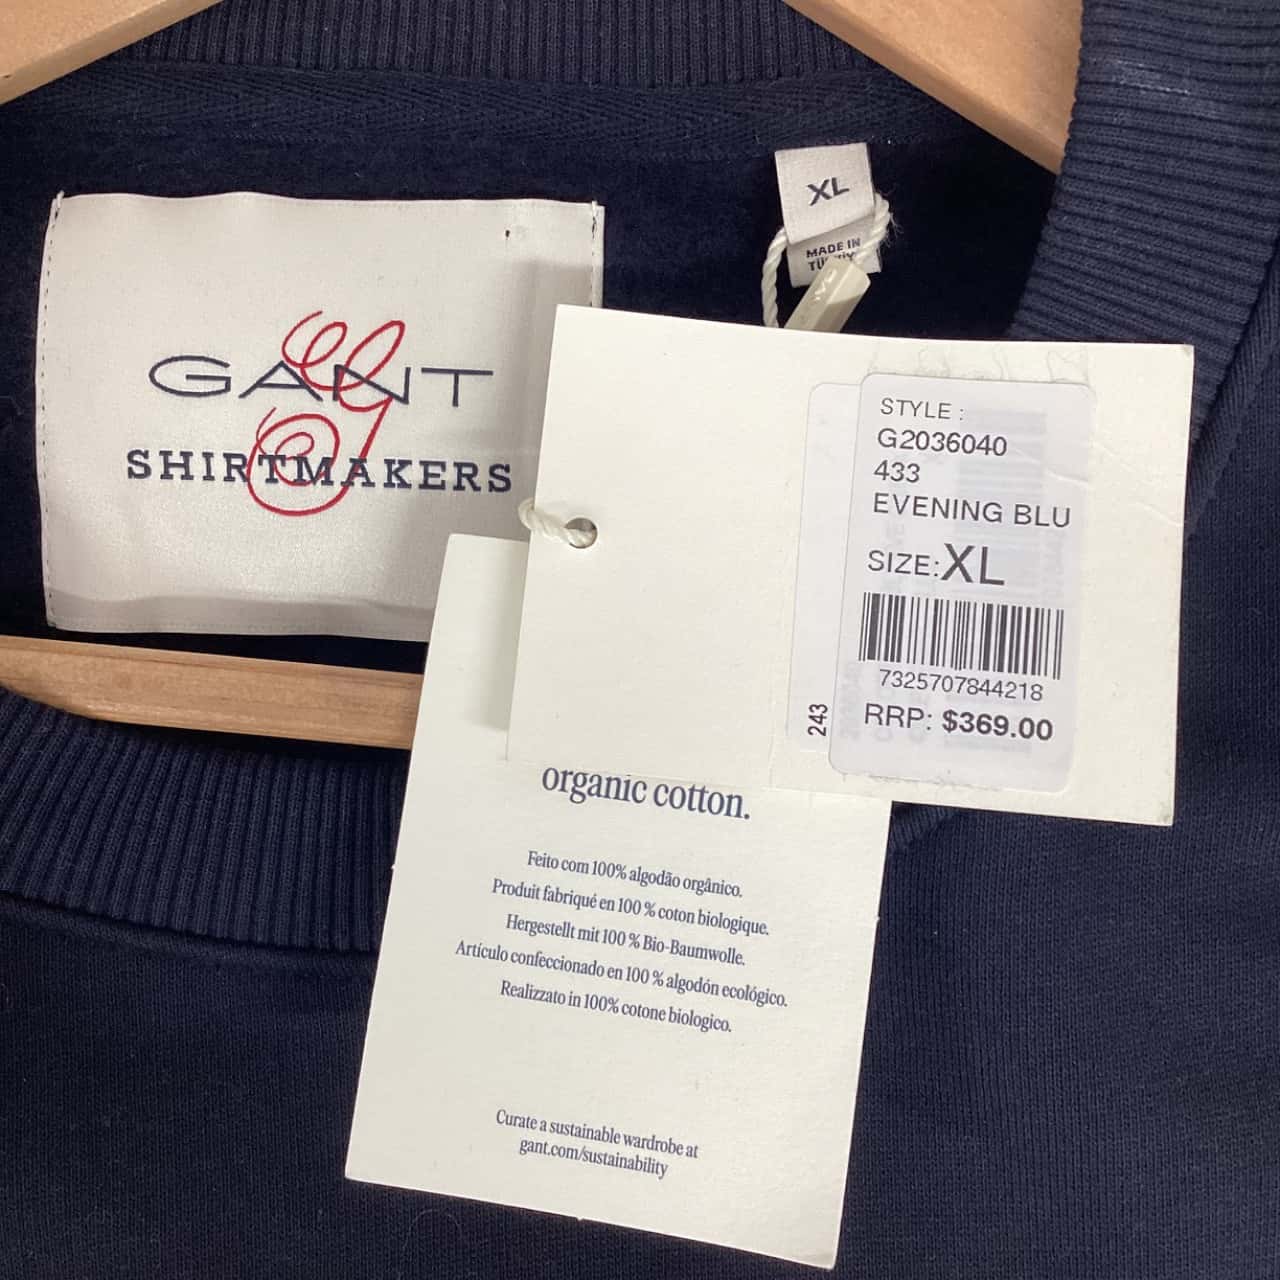 GANT
SHIRTMAKERS
XL
MADE IN
STYLE :
G2036040
433
EVENING BLU
SIZE:XL
7325707844218
RRP: $369.00
243
organic cotton.
Feito com 100% algodão orgânico.
Produit fabriqué en 100 % coton biologique.
Hergestellt mit 100 % Bio-Baumwolle.
Artículo confeccionado en 100 % algodón ecológico.
Realizzato in 100% cotone biologico.
Curate a sustainable wardrobe at
gant.com/sustainability